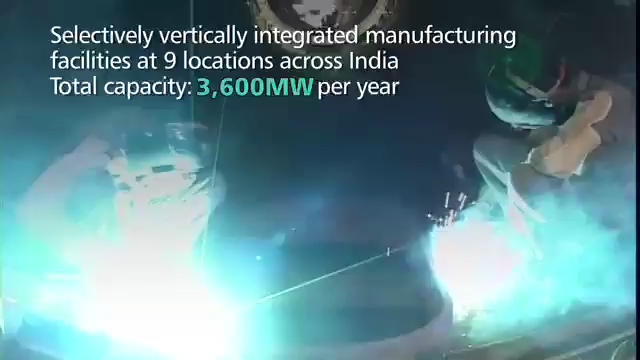 Selectively vertically integrated manufacturing
facilities at 9 locations across India
Total capacity: 3,600MW per year